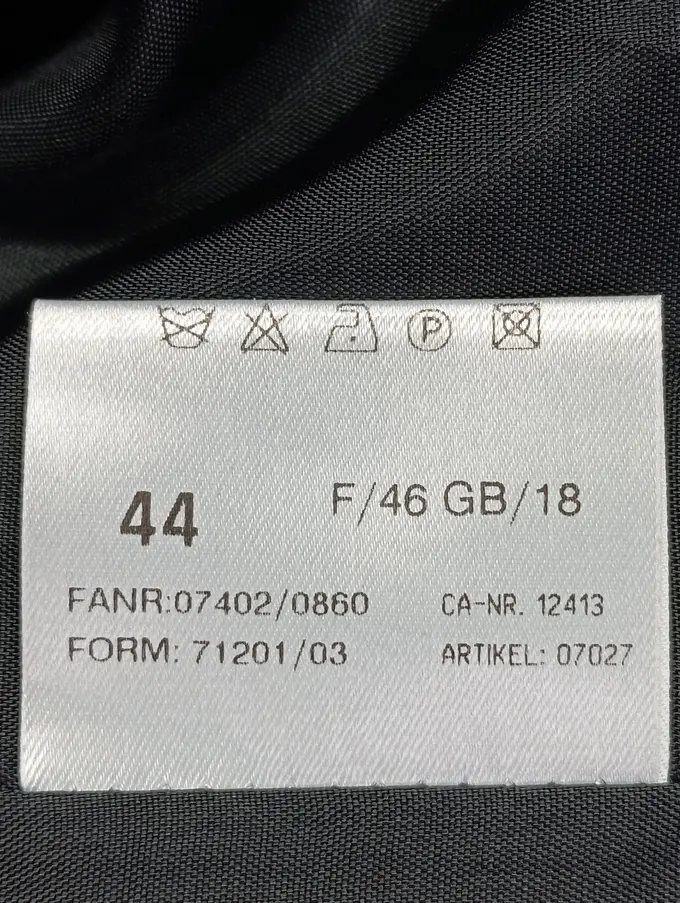 P
44 F/46 GB/18
FANR:07402/0860 CA-NR. 12413
FORM: 71201/03 ARTIKEL: 07027